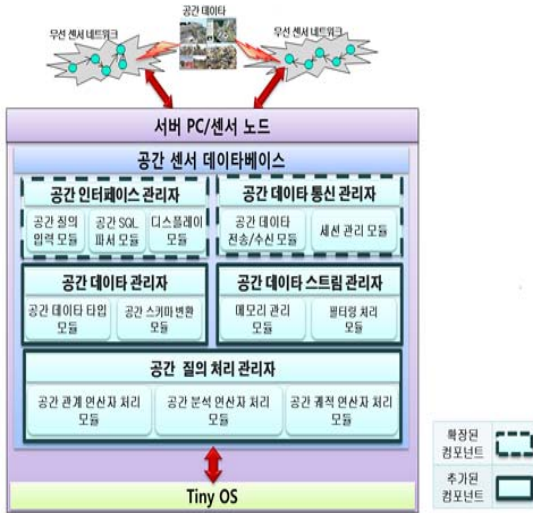 공간 데이타
우선 센서 네트워크
무선 센서 네트워크
서버 PC/센서 노드
공간 센서 데이타베이스
공간 인터페이스 관리자
공간 질의
입력 모듈
공간 SQL
파서 모듈
디스플레이
모듈
공간 데이타 통신 관리자
공간 데이타
전송/수신 모듈
세션 관리 모듈
공간 데이타 관리자
공간 데이타 타입
모듈
공간 스키마 변환
모듈
공간 데이타 스트림 관리자
메모리 관리
모듈
필터링 처리
모듈
공간 질의 처리 관리자
공간 관계 연산자 처리
모듈
공간 분석 연산자 처리
모듈
공간 궤적 연산자 처리
모듈
Tiny OS
확장된
컴포넌트
추가된
컴포넌트